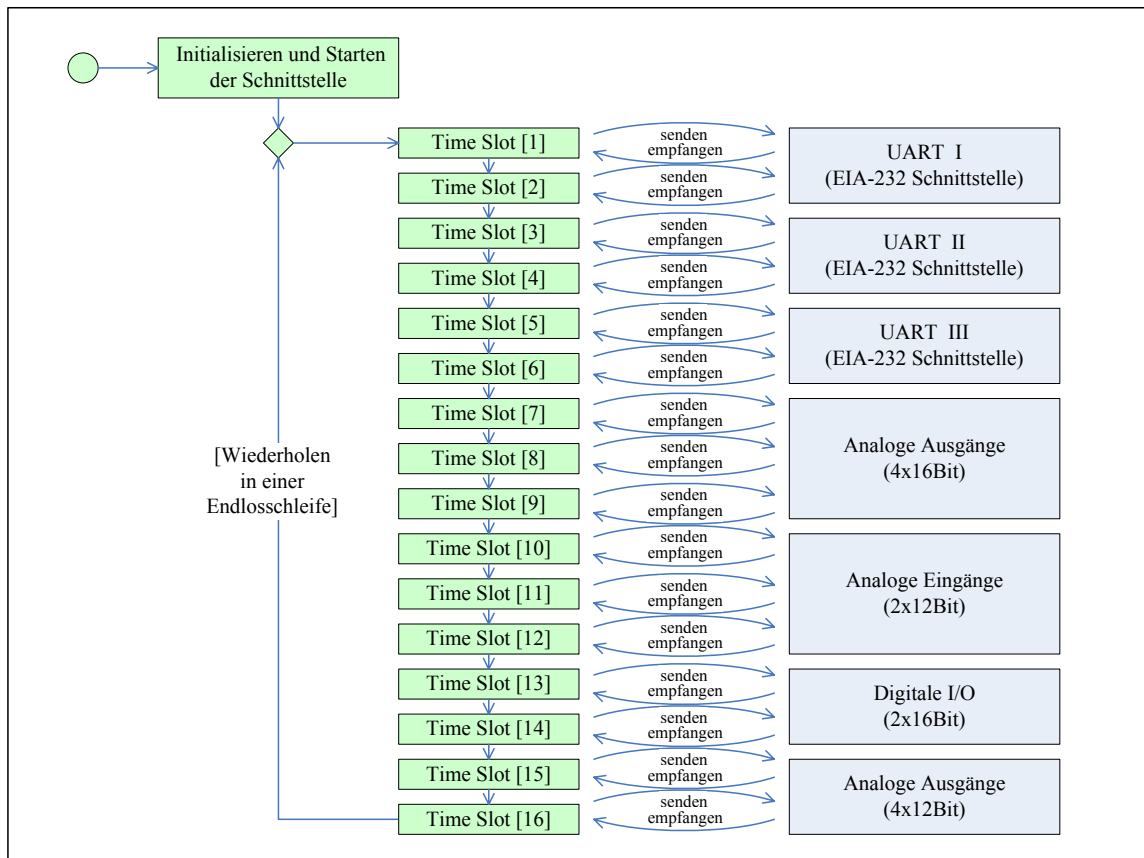 Initialisieren und Starten
der Schnittstelle
Time Slot [1]
senden
empfangen
UART I
(EIA-232 Schnittstelle)
Time Slot [2]
senden
empfangen
Time Slot [3]
senden
empfangen
UART II
(EIA-232 Schnittstelle)
Time Slot [4]
senden
empfangen
Time Slot [5]
senden
empfangen
UART III
(EIA-232 Schnittstelle)
Time Slot [6]
senden
empfangen
Time Slot [7]
senden
empfangen
[Wiederholen
in einer
Endlosschleife]
Time Slot [8]
senden
empfangen
Analoge Ausgänge
(4x16Bit)
Time Slot [9]
senden
empfangen
Time Slot [10]
senden
empfangen
Time Slot [11]
senden
empfangen
Analoge Eingänge
(2x12Bit)
Time Slot [12]
senden
empfangen
Time Slot [13]
senden
empfangen
Digitale I/O
(2x16Bit)
Time Slot [14]
senden
empfangen
Time Slot [15]
senden
empfangen
Analoge Ausgänge
(4x12Bit)
Time Slot [16]
senden
empfangen